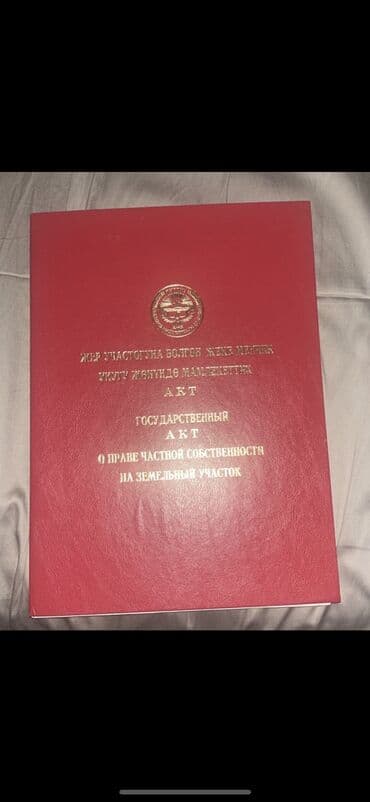 ЖЕР УЧАСТОГУНА БОЛГОН ЖЕКЕ МЕНЧИК
УКУГУ ЖӨНҮНДӨ МАМЛЕКЕТТИК
АКТ
ГОСУДАРСТВЕННЫЙ
АКТ
О ПРАВЕ ЧАСТНОЙ СОБСТВЕННОСТИ
НА ЗЕМЕЛЬНЫЙ УЧАСТОК